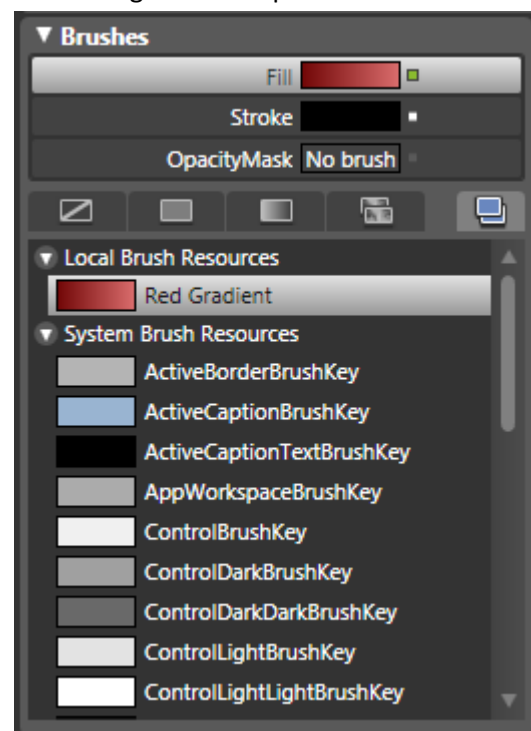 Brushes
Fill
Stroke
OpacityMask No brush
Local Brush Resources
Red Gradient
System Brush Resources
ActiveBorderBrushKey
ActiveCaptionBrushKey
ActiveCaptionTextBrushKey
AppWorkspaceBrushKey
ControlBrushKey
ControlDarkBrushKey
ControlDarkDarkBrushKey
ControlLightBrushKey
ControlLightLightBrushKey